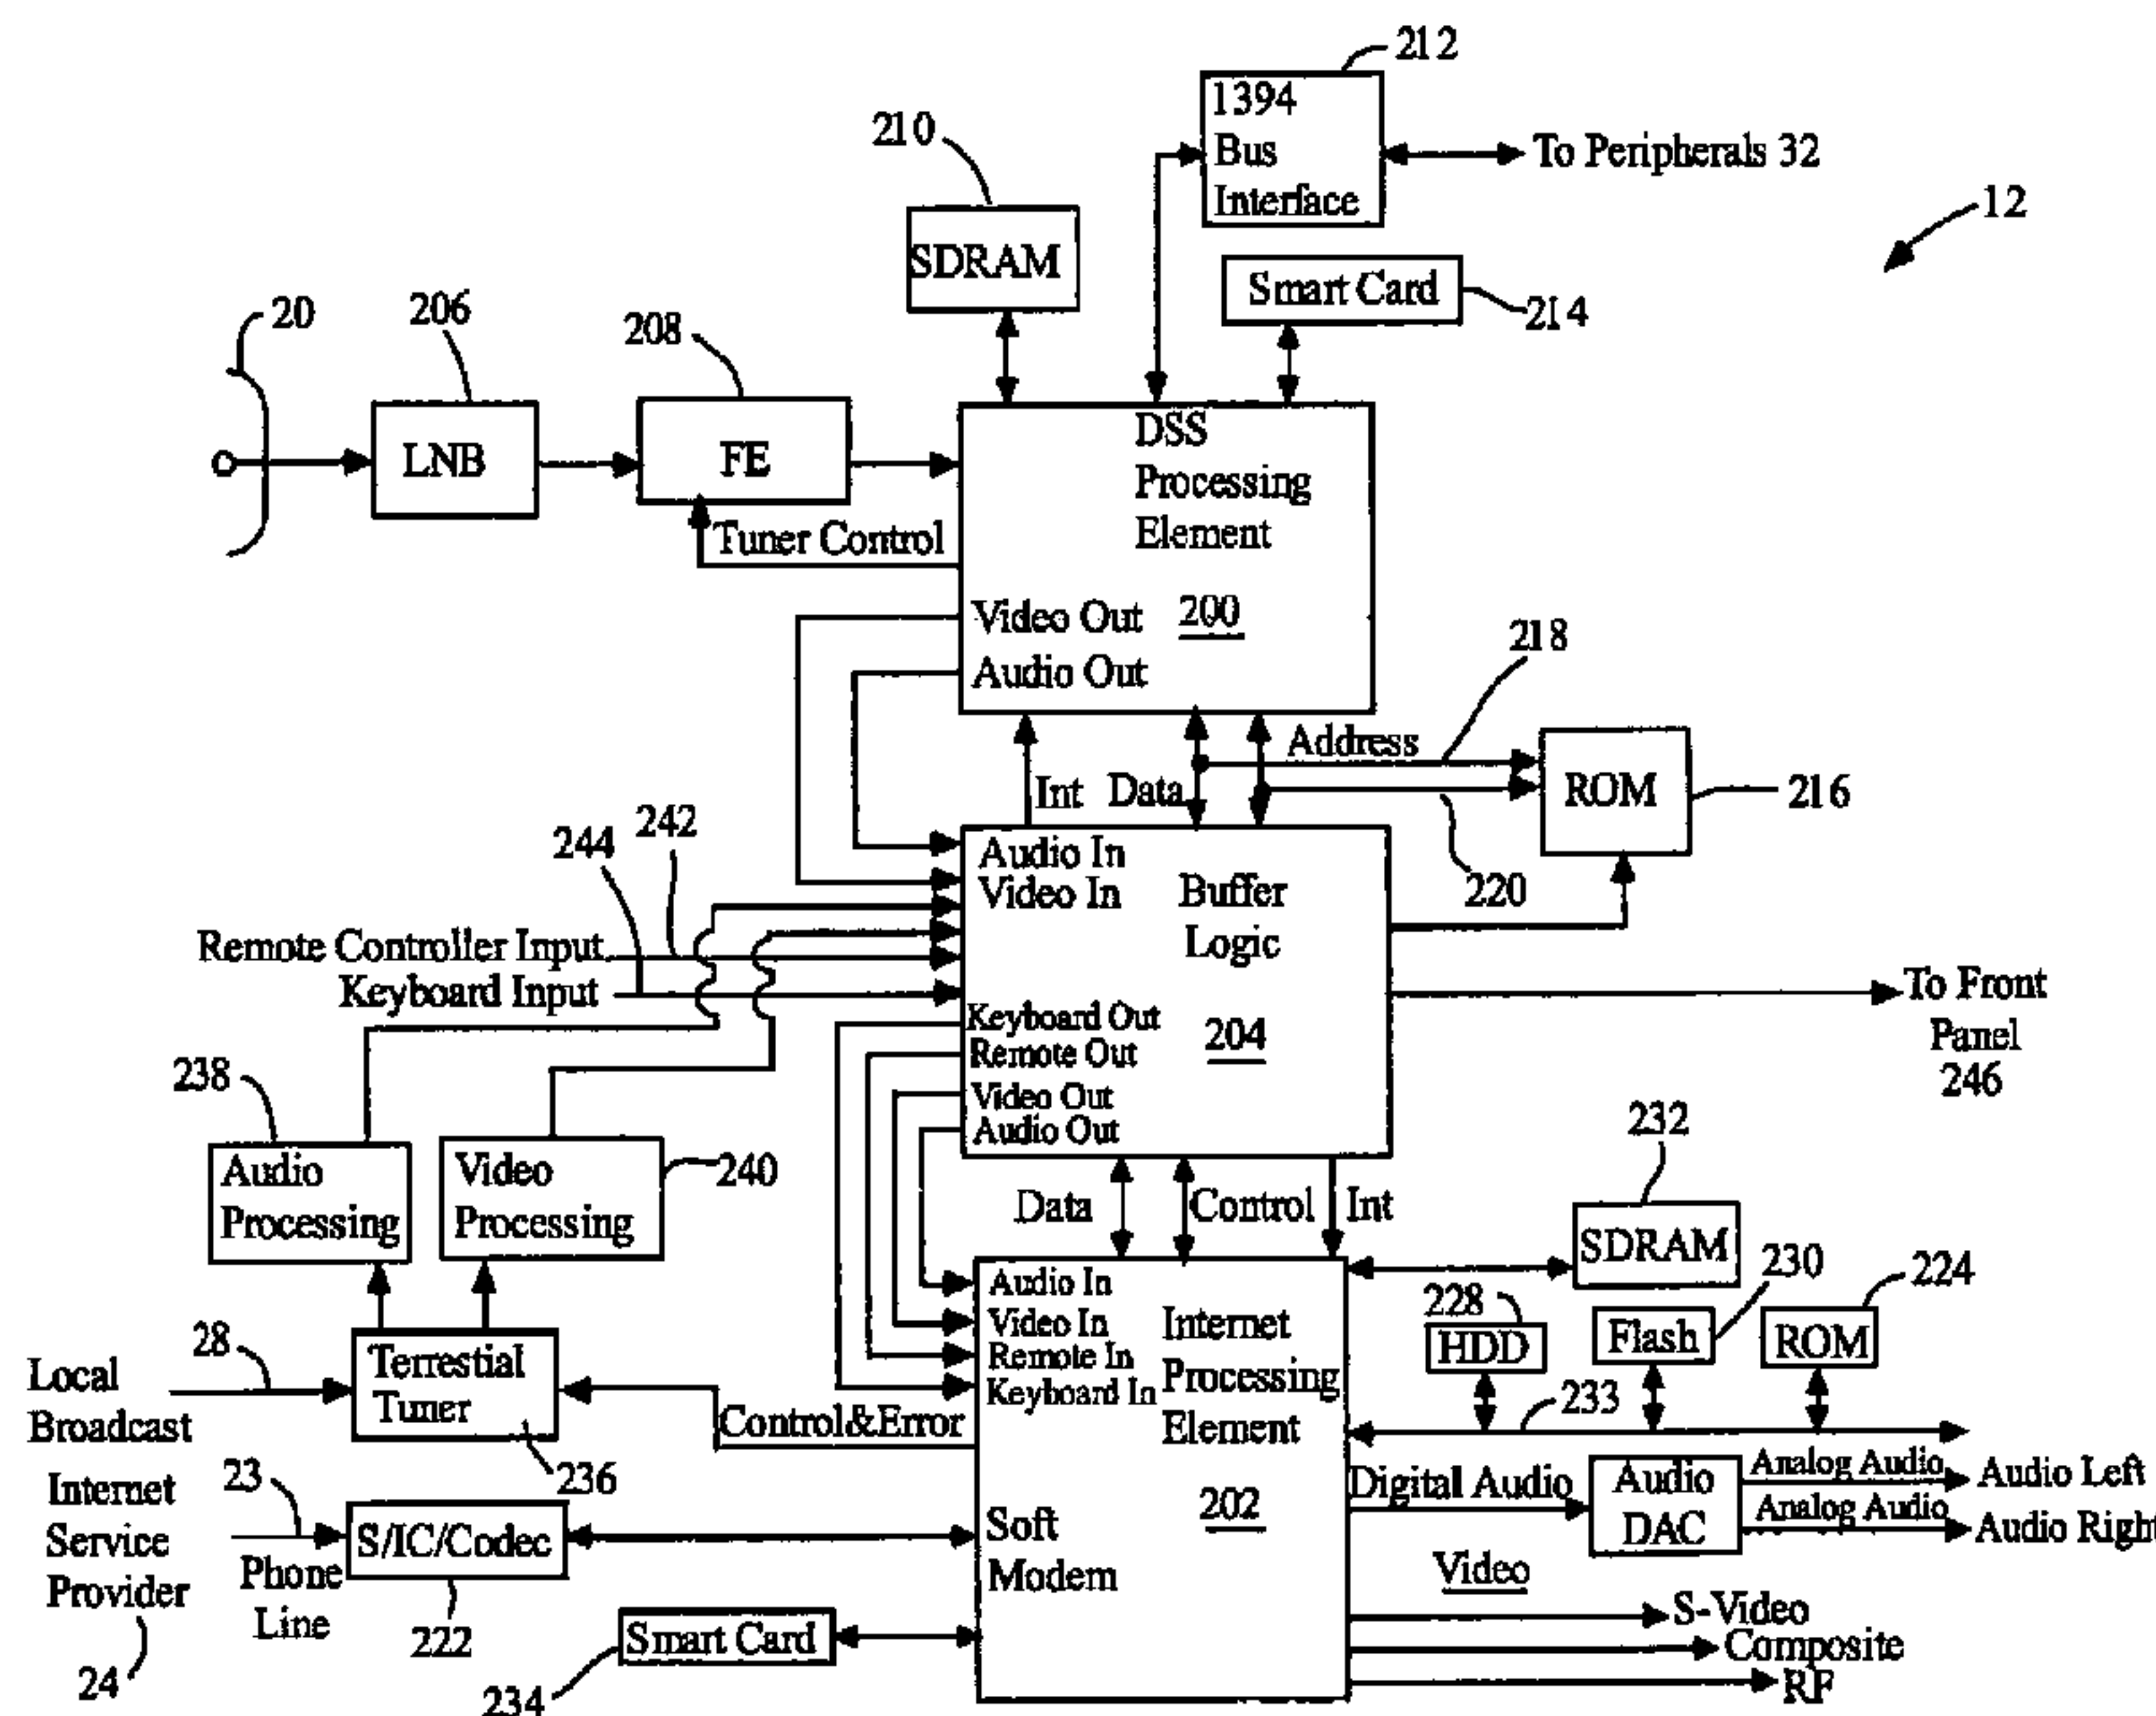 212
1394
Bus
Interface
To Peripherals 32
210
SDRAM
12
Smart Card
214
20
206
208
LNB
FE
DSS
Processing
Element
Tuner Control
Video Out
200
Audio Out
218
Address
Int
Data
ROM
216
220
242
244
Audio In
Video In
Buffer
Logic
Remote Controller Input
Keyboard Input
Keyboard Out
204
Remote Out
Video Out
Audio Out
To Front
Panel
246
238
Audio
Processing
Video
Processing
240
Data
Control
Int
232
SDRAM
230
224
228
HDD
Flash
ROM
233
Audio In
Video In
Remote In
Keyboard In
Internet
Processing
Element
202
28
Local
Broadcast
Terrestial
Tuner
Control&Error
236
Internet
Service
Provider
24
23
Phone
Line
S/IC/Codec
222
Soft
Modem
Smart Card
234
Digital Audio
Audio
DAC
Analog Audio
Audio Left
Analog Audio
Audio Right
Video
S-Video
Composite
RF